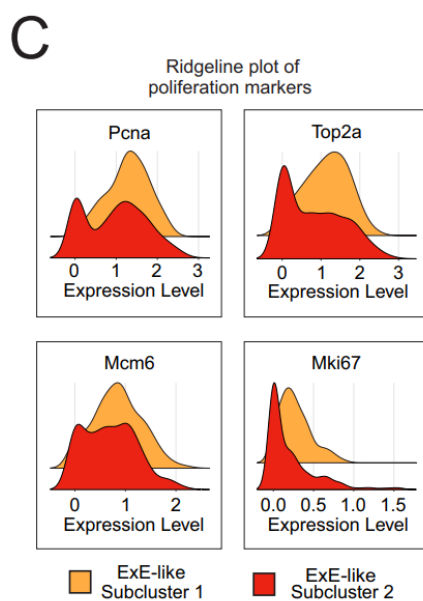 C
Ridgeline plot of
poliferation markers
Pcna
0 1 2 3
Expression Level
Top2a
0 1 2 3
Expression Level
Mcm6
0 1 2
Expression Level
Mki67
0.0 0.5 1.0 1.5
Expression Level
ExE-like
Subcluster 1
ExE-like
Subcluster 2